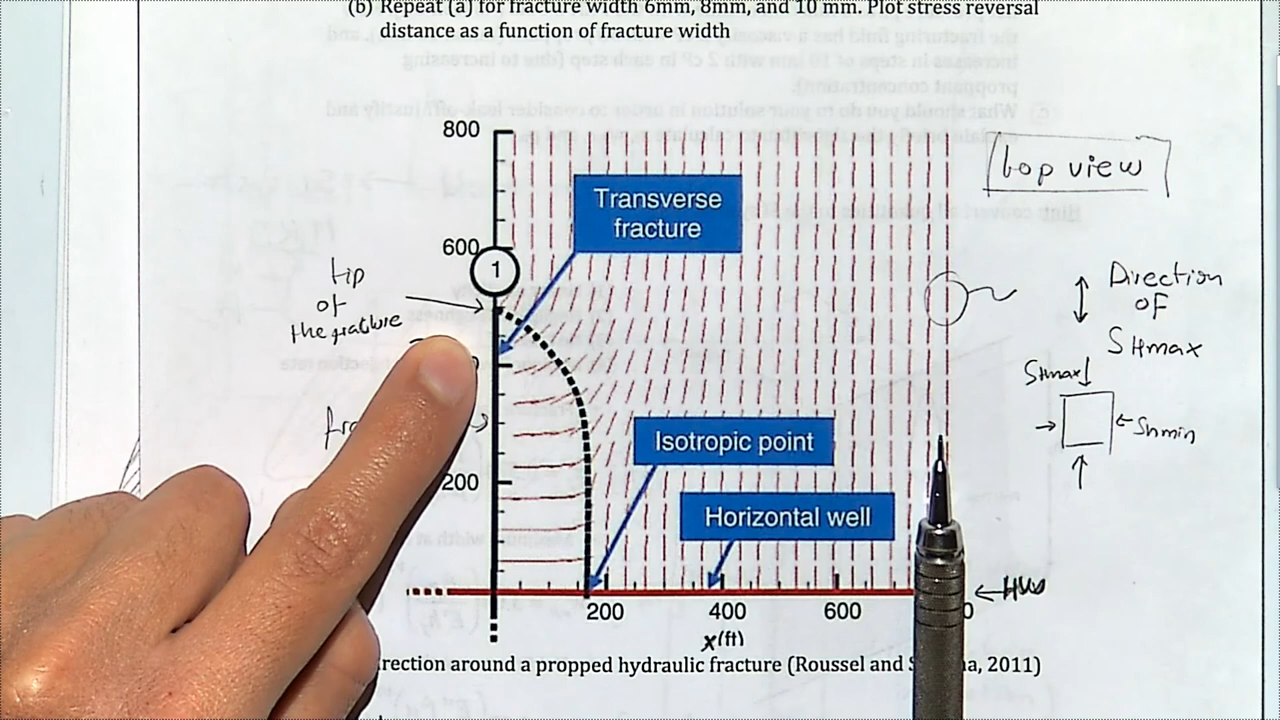 (b) Repeat (a) for fracture width 6mm, 8mm, and 10 mm. Plot stress reversal
distance as a function of fracture width
800
top view
Transverse
fracture
600
1
tip
of
the fracture
Direction
OF
SHmax
SHmax
Shmin
Isotropic point
200
Horizontal well
HW
200
400
600
x(ft)
direction around a propped hydraulic fracture (Roussel and
2011)